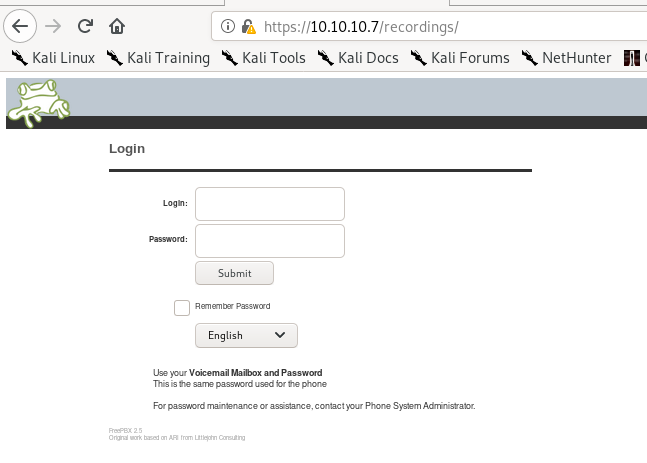 https://10.10.10.7/recordings/
Kali Linux Kali Training Kali Tools Kali Docs Kali Forums NetHunter
Login
Login:
Password:
Submit
Remember Password
English
Use your Voicemail Mailbox and Password
This is the same password used for the phone
For password maintenance or assistance, contact your Phone System Administrator.
FreePBX 2.5
Original work based on ARI from Littlejohn Consulting